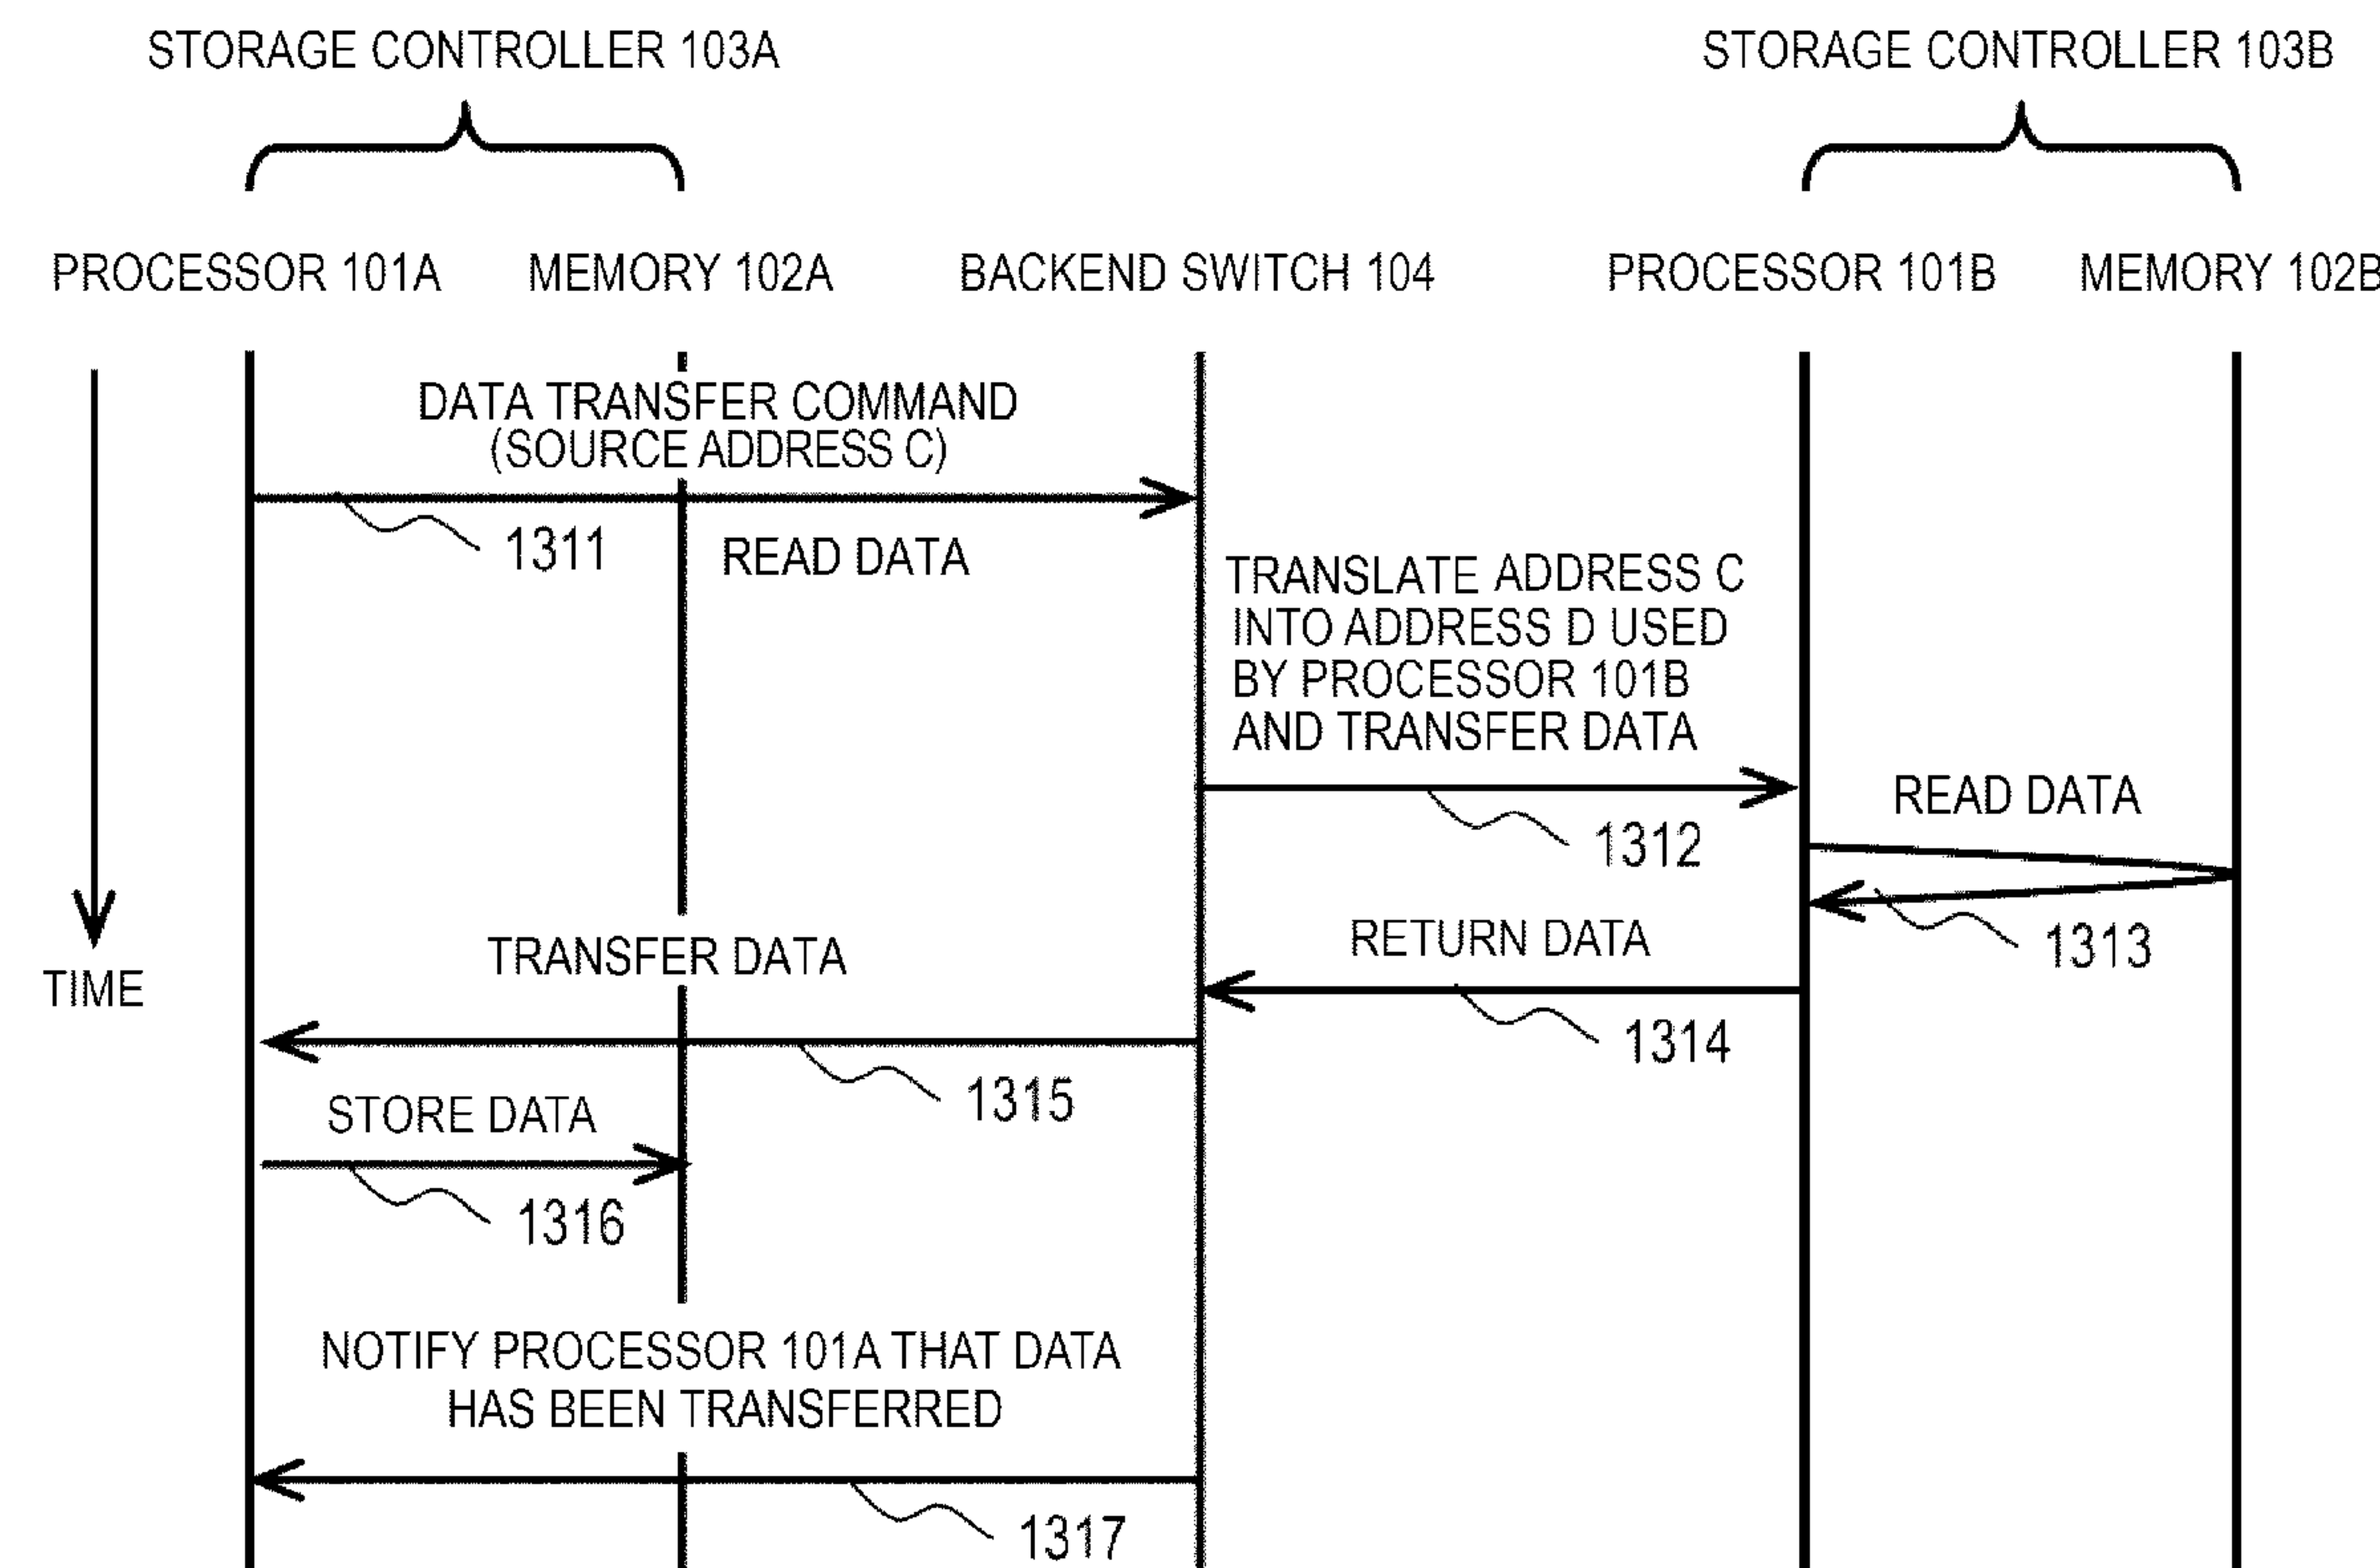 STORAGE CONTROLLER 103A
STORAGE CONTROLLER 103B
PROCESSOR 101A
MEMORY 102A
BACKEND SWITCH 104
PROCESSOR 101B
MEMORY 102B
DATA TRANSFER COMMAND
(SOURCE ADDRESS C)
1311
READ DATA
TRANSLATE ADDRESS C
INTO ADDRESS D USED
BY PROCESSOR 101B
AND TRANSFER DATA
READ DATA
1312
1313
RETURN DATA
TRANSFER DATA
TIME
1314
1315
STORE DATA
1316
NOTIFY PROCESSOR 101A THAT DATA
HAS BEEN TRANSFERRED
1317